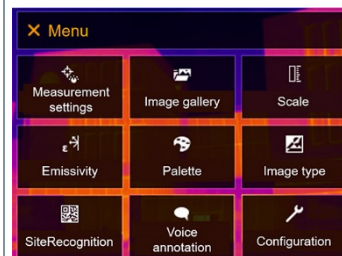 Menu
Measurement
settings
Image gallery
Scale
Emissivity
Palette
Image type
SiteRecognition
Voice
annotation
Configuration